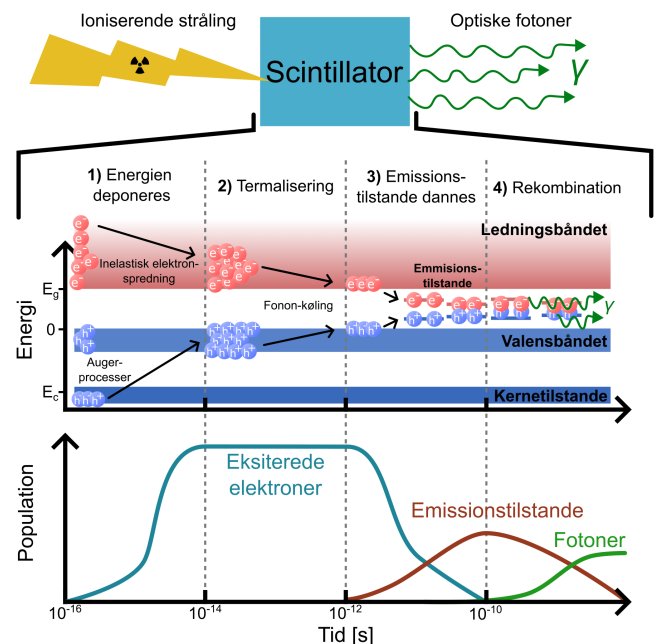 Ioniserende stråling
Optiske fotoner
Scintillator
γ
1) Energien
deponeres
2) Termalisering
3) Emissions-
tilstande dannes
4) Rekombination
Ledningsbåndet
e⁻
e⁻
e⁻
e⁻
e⁻
Inelastisk elektron-
spredning
e⁻ e⁻ e⁻
e⁻ e⁻ e⁻ e⁻
e⁻ e⁻ e⁻
e⁻ e⁻
e⁻ e⁻ e⁻
Emmisions-
tilstande
E_g
Fonon-køling
e⁻ e⁻ e⁻ e⁻ e⁻ e⁻ e⁻ e⁻
γ
Energi
0
h⁺
h⁺ h⁺
h⁺ h⁺
h⁺ h⁺ h⁺ h⁺
h⁺ h⁺ h⁺ h⁺
h⁺ h⁺ h⁺
h⁺ h⁺ h⁺ h⁺ h⁺ h⁺ h⁺ h⁺
Valensbåndet
Auger-
processer
E_c
h⁺ h⁺ h⁺
Kernetilstande
Population
Eksiterede
elektroner
Emissionstilstande
Fotoner
10⁻¹⁶ 10⁻¹⁴ 10⁻¹² 10⁻¹⁰
Tid [s]